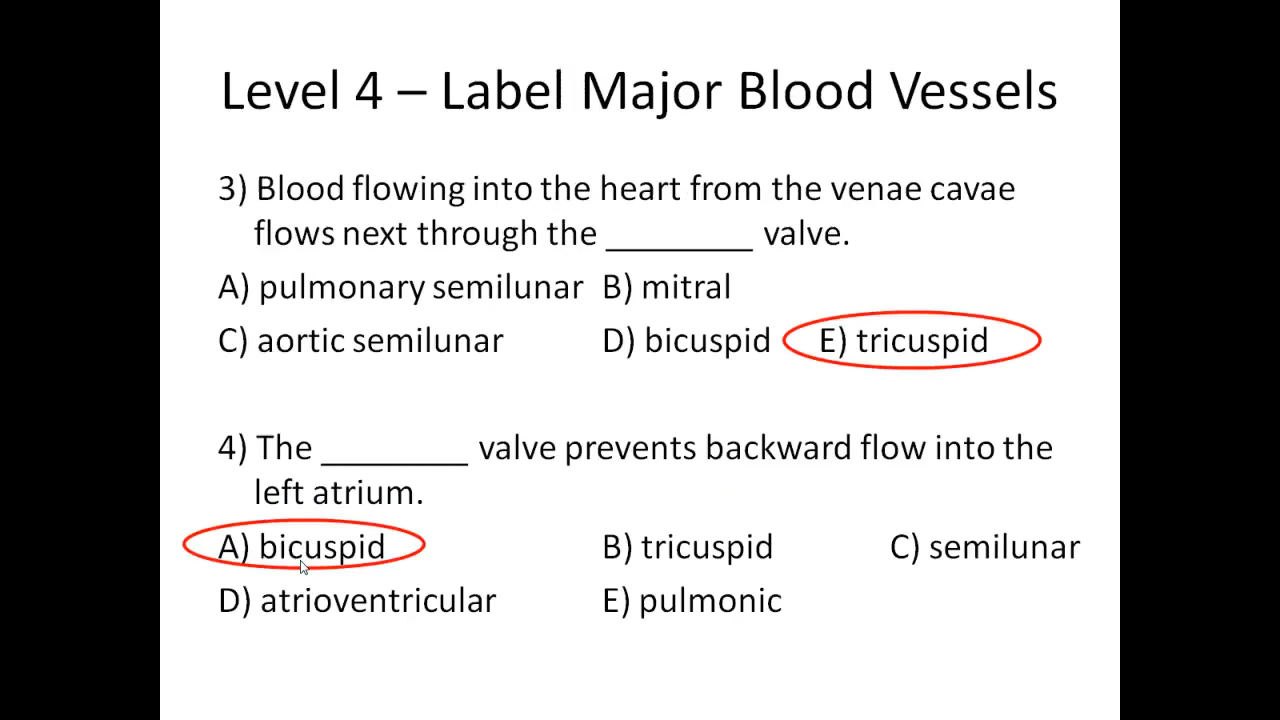 Level 4 – Label Major Blood Vessels
3) Blood flowing into the heart from the venae cavae
flows next through the ________ valve.
A) pulmonary semilunar B) mitral
C) aortic semilunar D) bicuspid E) tricuspid
4) The ________ valve prevents backward flow into the
left atrium.
A) bicuspid B) tricuspid C) semilunar
D) atrioventricular E) pulmonic